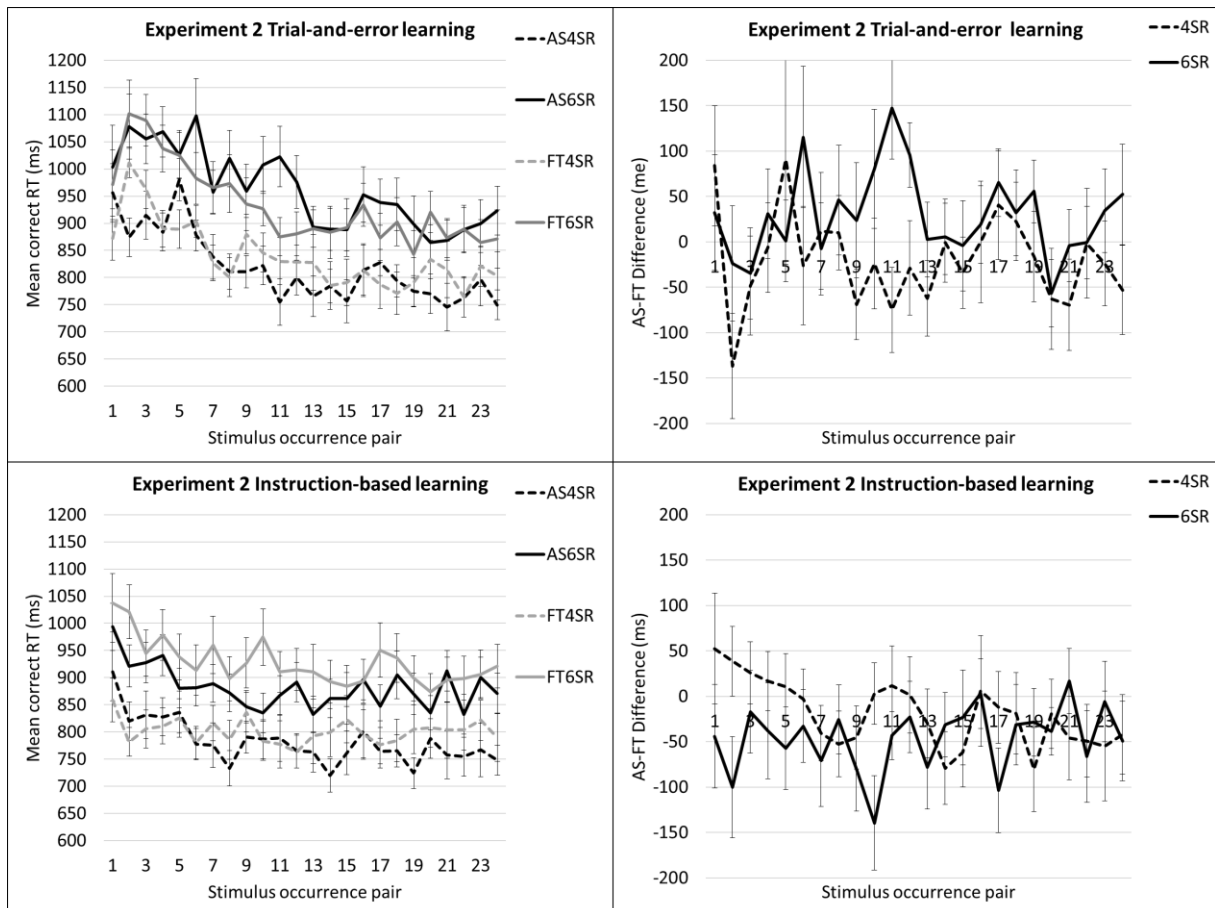 Experiment 2 Trial-and-error learning
1200
1150
1100
1050
1000
950
900
850
800
750
700
650
600
Mean correct RT (ms)
1 3 5 7 9 11 13 15 17 19 21 23
Stimulus occurrence pair
AS4SR
AS6SR
FT4SR
FT6SR
Experiment 2 Trial-and-error learning
200
150
100
50
0
-50
-100
-150
-200
AS-FT Difference (me)
1 3 5 7 9 11 13 15 17 19 21 23
Stimulus occurrence pair
4SR
6SR
Experiment 2 Instruction-based learning
1200
1150
1100
1050
1000
950
900
850
800
750
700
650
600
Mean correct RT (ms)
1 3 5 7 9 11 13 15 17 19 21 23
Stimulus occurrence pair
AS4SR
AS6SR
FT4SR
FT6SR
Experiment 2 Instruction-based learning
200
150
100
50
0
-50
-100
-150
-200
AS-FT Difference (ms)
1 3 5 7 9 11 13 15 17 19 21 23
Stimulus occurrence pair
4SR
6SR